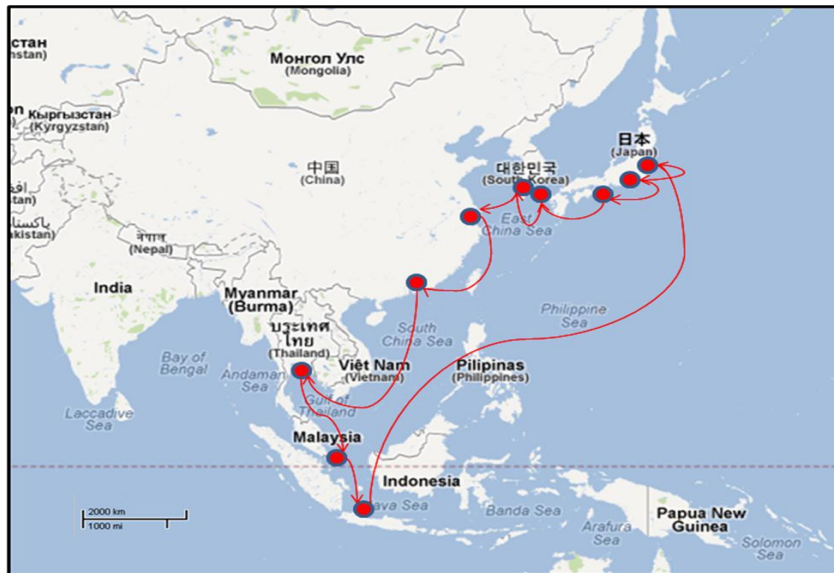 Монгол Улс
(Mongolia)
Кыргызстан
(Kyrgyzstan)
日本
(Japan)
中国
(China)
대한민국
(South Korea)
East
China Sea
नेपाल
(Nepal)
India
Myanmar
(Burma)
ประเทศ
ไทย
(Thailand)
South
China Sea
Philippine
Sea
Bay of
Bengal
Andaman
Sea
Việt Nam
(Vietnam)
Pilipinas
(Philippines)
Laccadive
Sea
Gulf of
Thailand
Malaysia
Indonesia
2000 km
1000 mi
Java Sea
Banda Sea
Papua New
Guinea
Arafura
Sea
Solomon
Sea